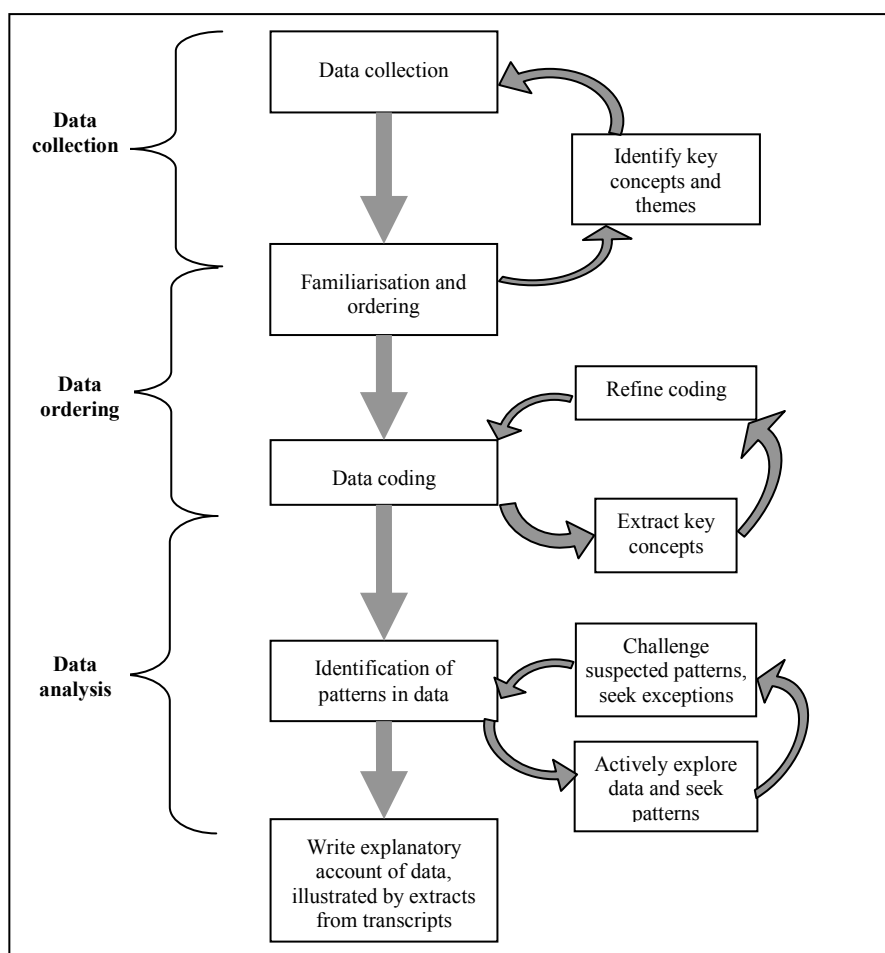 Data collection
Data
collection
Identify key
concepts and
themes
Familiarisation and
ordering
Data
ordering
Refine coding
Data coding
Extract key
concepts
Data
analysis
Identification of
patterns in data
Challenge
suspected patterns,
seek exceptions
Actively explore
data and seek
patterns
Write explanatory
account of data,
illustrated by extracts
from transcripts